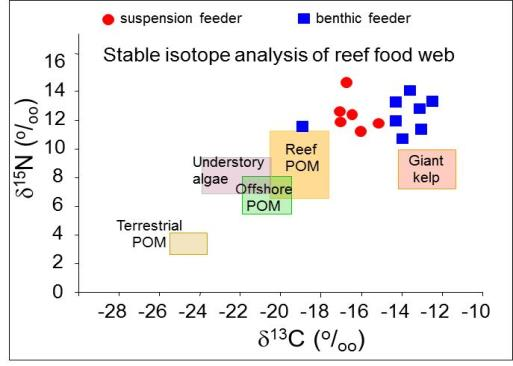 suspension feeder benthic feeder
Stable isotope analysis of reef food web
16
14
12
10
8
6
4
2
0
δ15N (o/oo)
Reef
POM
Understory
algae
Offshore
POM
Giant
kelp
Terrestrial
POM
-28 -26 -24 -22 -20 -18 -16 -14 -12 -10
δ13C (o/oo)